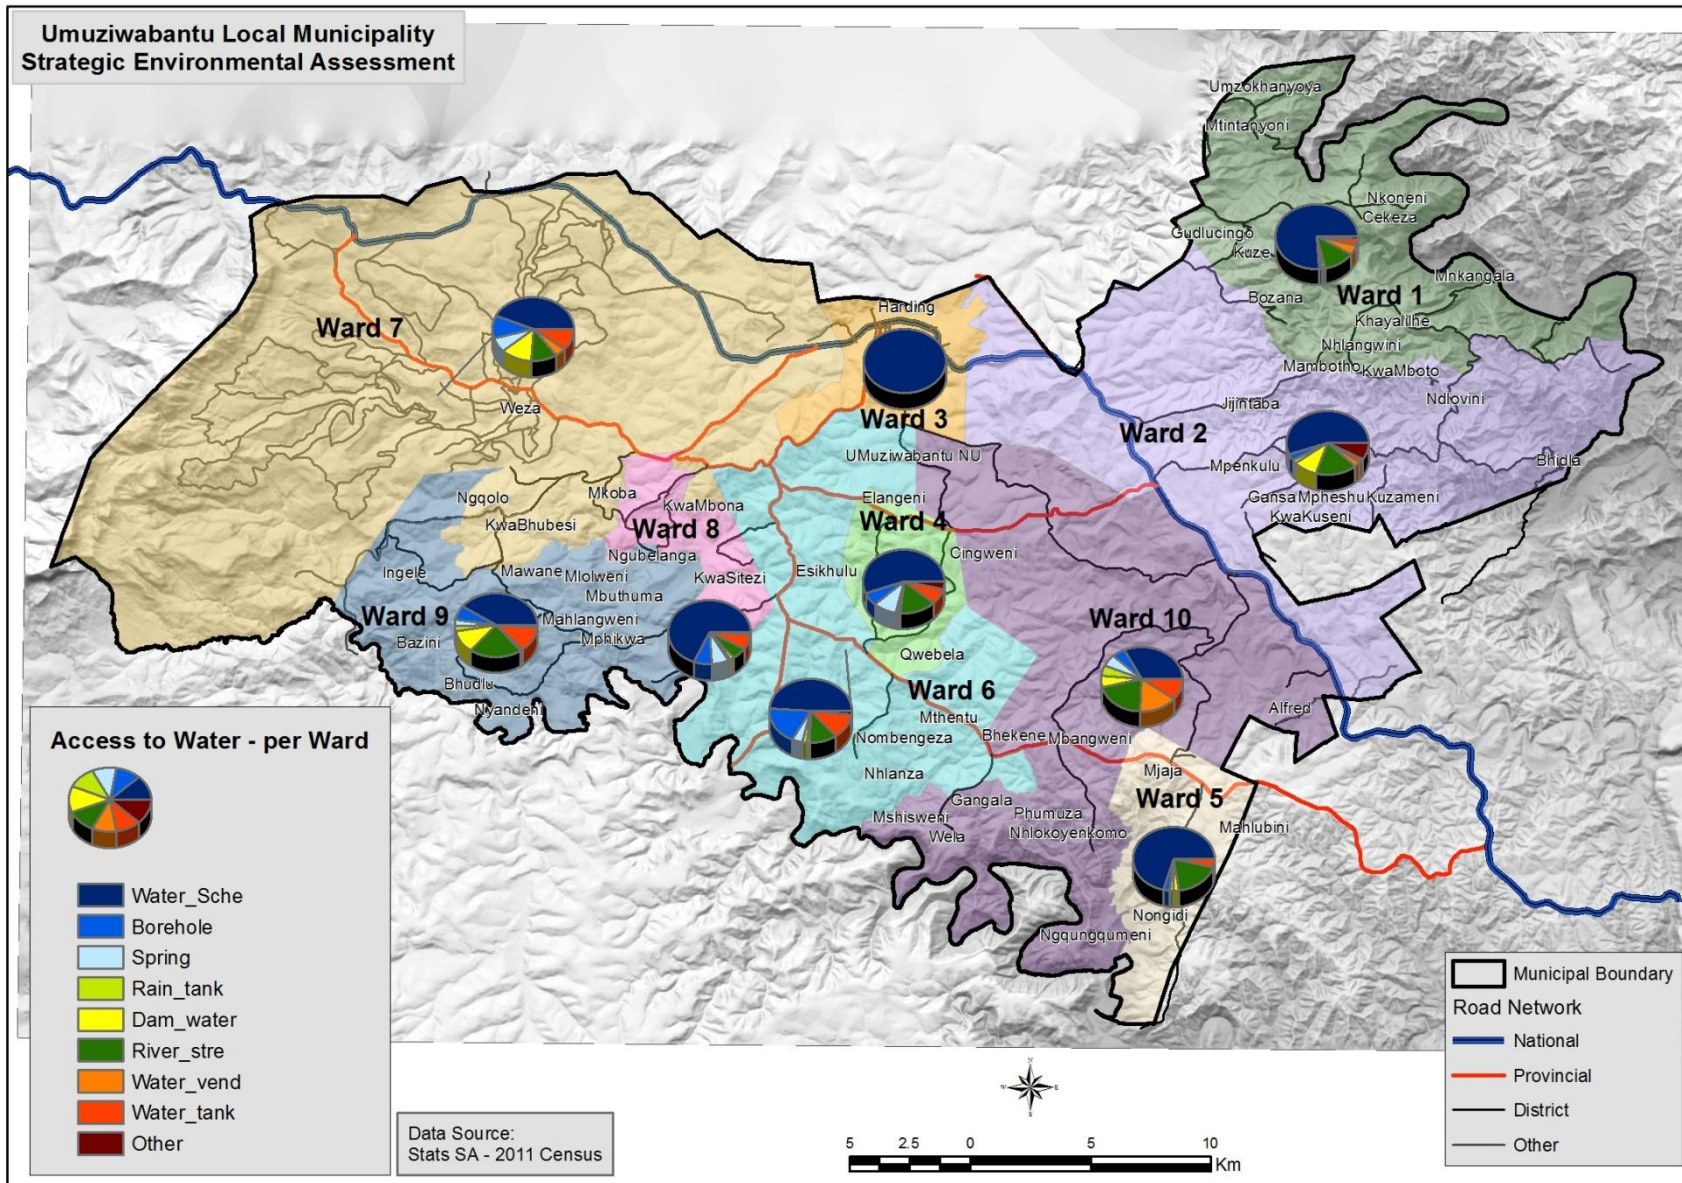 Umuziwabantu Local Municipality
Strategic Environmental Assessment
Umzokhanyoya
Mtintanyoni
Nkoneni
Cekeza
Gudlucingo
Kuze
Mnkangala
Bozana
Ward 1
Khayalihe
Nhlangwini
Mambotho
KwaMboto
Harding
Ward 7
Weza
Ward 3
Jijintaba
Ndlovini
Ward 2
UMuziwabantu NU
Mpenkulu
Bhidla
Gansa
Mpheshu
Kuzameni
KwaKuseni
Ngqolo
Mkoba
KwaMbona
Elangeni
KwaBhubesi
Ward 8
Ward 4
Ngubelanga
Cingweni
Ingele
Mawane
Mlolweni
KwaSitezi
Esikhulu
Mbuthuma
Ward 9
Mahlangweni
Ward 10
Bazini
Mphikwa
Qwebela
Bhudlu
Ward 6
Nyandeni
Mthentu
Alfred
Nombengeza
Bhekene
Mbangweni
Nhlanza
Mjaja
Gangala
Ward 5
Mshisweni
Phumuza
Wela
Nhlokoyenkomo
Mahlubini
Nongidi
Ngqungqumeni
Access to Water - per Ward
Water_Sche
Borehole
Spring
Rain_tank
Dam_water
River_stre
Water_vend
Water_tank
Other
Data Source:
Stats SA - 2011 Census
N
W
E
S
5 2.5 0 5 10
Km
Municipal Boundary
Road Network
National
Provincial
District
Other